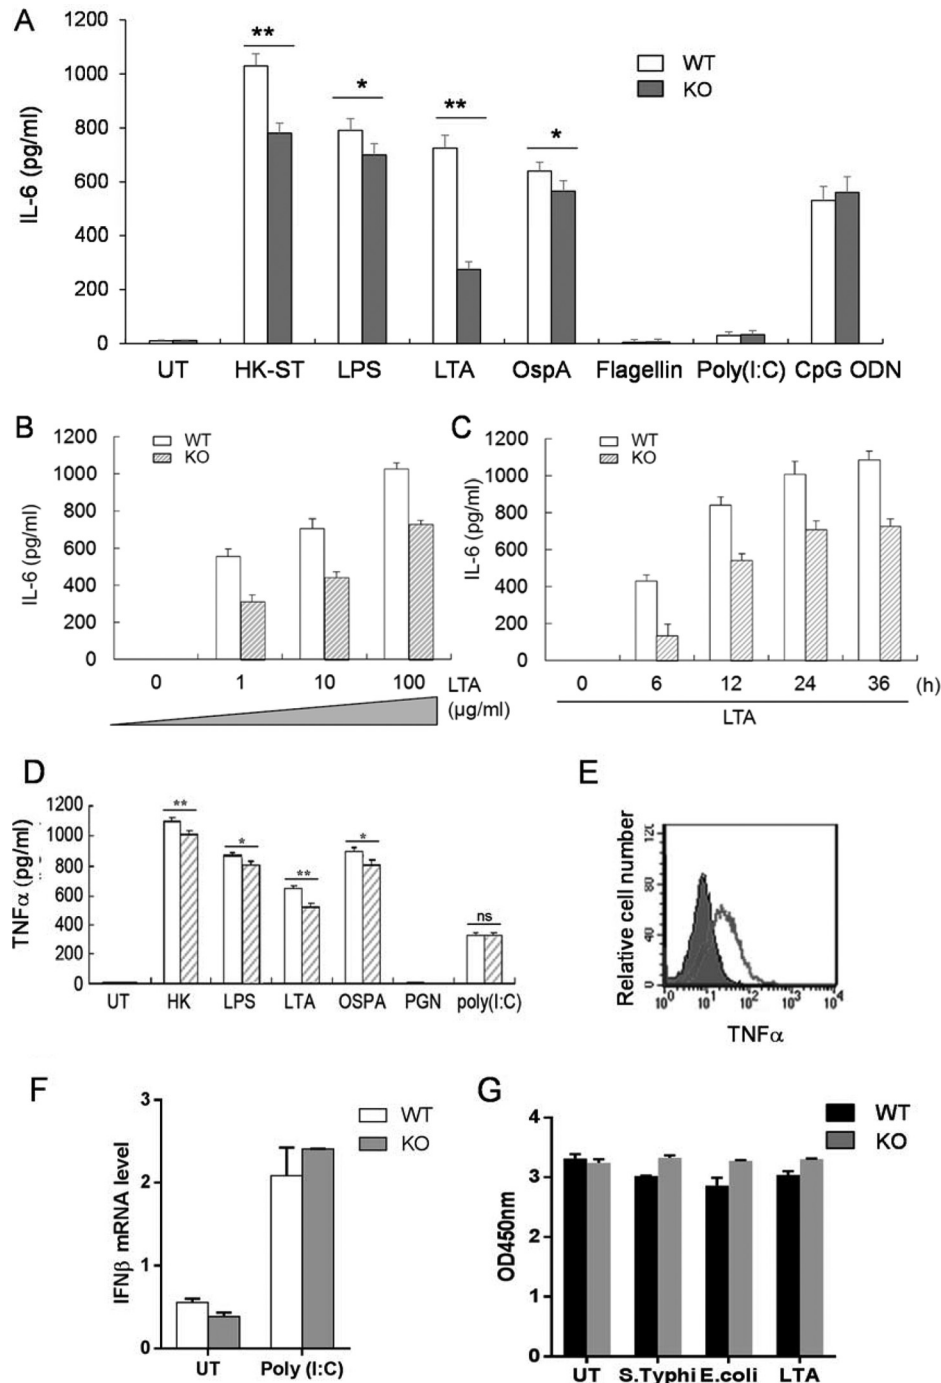 A
1200
1000
800
600
400
200
0
IL-6 (pg/ml)
** * ** *
WT
KO
UT HK-ST LPS LTA OspA Flagellin Poly(I:C) CpG ODN
B
1200
1000
800
600
400
200
0
IL-6 (pg/ml)
WT
KO
0 1 10 100 LTA
(μg/ml)
C
1200
1000
800
600
400
200
0
IL-6 (pg/ml)
WT
KO
0 6 12 24 36 (h)
LTA
D
1200
1000
800
600
400
200
0
TNFα (pg/ml)
** * ** * ns
UT HK LPS LTA OSPA PGN poly(I:C)
E
Relative cell number
120
80
40
0
10⁰ 10¹ 10² 10³ 10⁴
TNFα
F
3
2
1
0
IFNβ mRNA level
WT
KO
UT Poly (I:C)
G
4
3
2
1
0
OD450nm
WT
KO
UT S.Typhi E.coli LTA